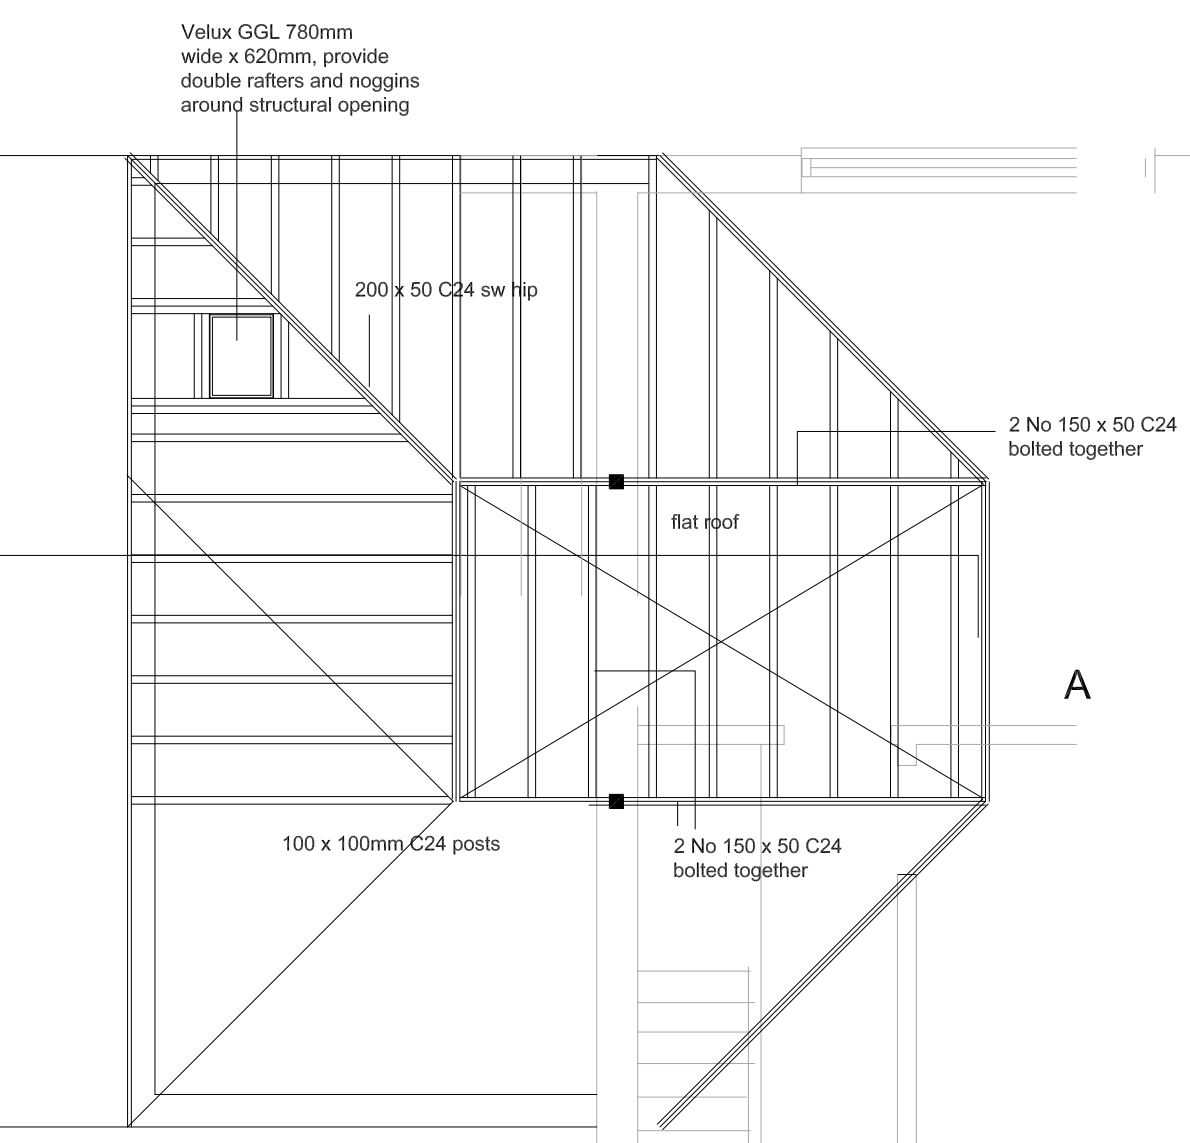 Velux GGL 780mm
wide x 620mm, provide
double rafters and noggins
around structural opening
200 x 50 C24 sw hip
2 No 150 x 50 C24
bolted together
flat roof
A
100 x 100mm C24 posts
2 No 150 x 50 C24
bolted together